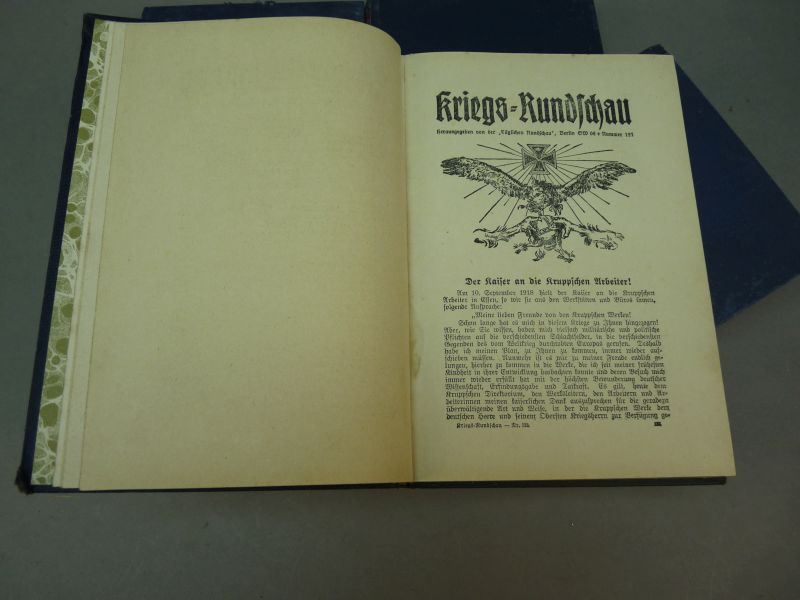 Kriegs=Rundschau
Herausgegeben von der „Täglichen Rundschau", Berlin SW 68 + Nummer
Der Kaiser an die Kruppschen Arbeiter!
Am 10. September 1918 hielt der Kaiser an die Kruppschen
Arbeiter in Essen, so wie sie aus den Werkstätten und Büros kamen,
folgende Ansprache:
„Meine lieben Freunde von den Kruppschen Werken!
Schon lange hat es mich in diesem Kriege zu Ihnen hingezogen!
Aber, wie Sie wissen, haben mich vielfach militärische und politische
Pflichten auf die verschiedensten Schlachtfelder, in die verschiedensten
Gegenden des vom Weltkrieg durchtobten Europas gerufen. Deshalb
habe ich meinen Plan, zu Ihnen zu kommen, immer wieder auf-
schieben müssen. Nunmehr ist es mir zu meiner Freude endlich ge-
lungen, hierher zu kommen in die Werke, die ich seit meiner frühesten
Kindheit in ihrer Entwicklung beobachten konnte und deren Besuch mich
immer wieder erfüllt hat mit der höchsten Bewunderung deutscher
Wissenschaft, Erfindungsgabe und Tatkraft. Es gilt, heute dem
Kruppschen Direktorium, den Werksleitern, den Arbeitern und Ar-
beiterinnen meinen kaiserlichen Dank auszusprechen für die geradezu
überwältigende Art und Weise, in der die Kruppschen Werke dem
deutschen Heere und seinem Obersten Kriegsherrn zur Verfügung ge-
Kriegs-Rundschau — Nr.